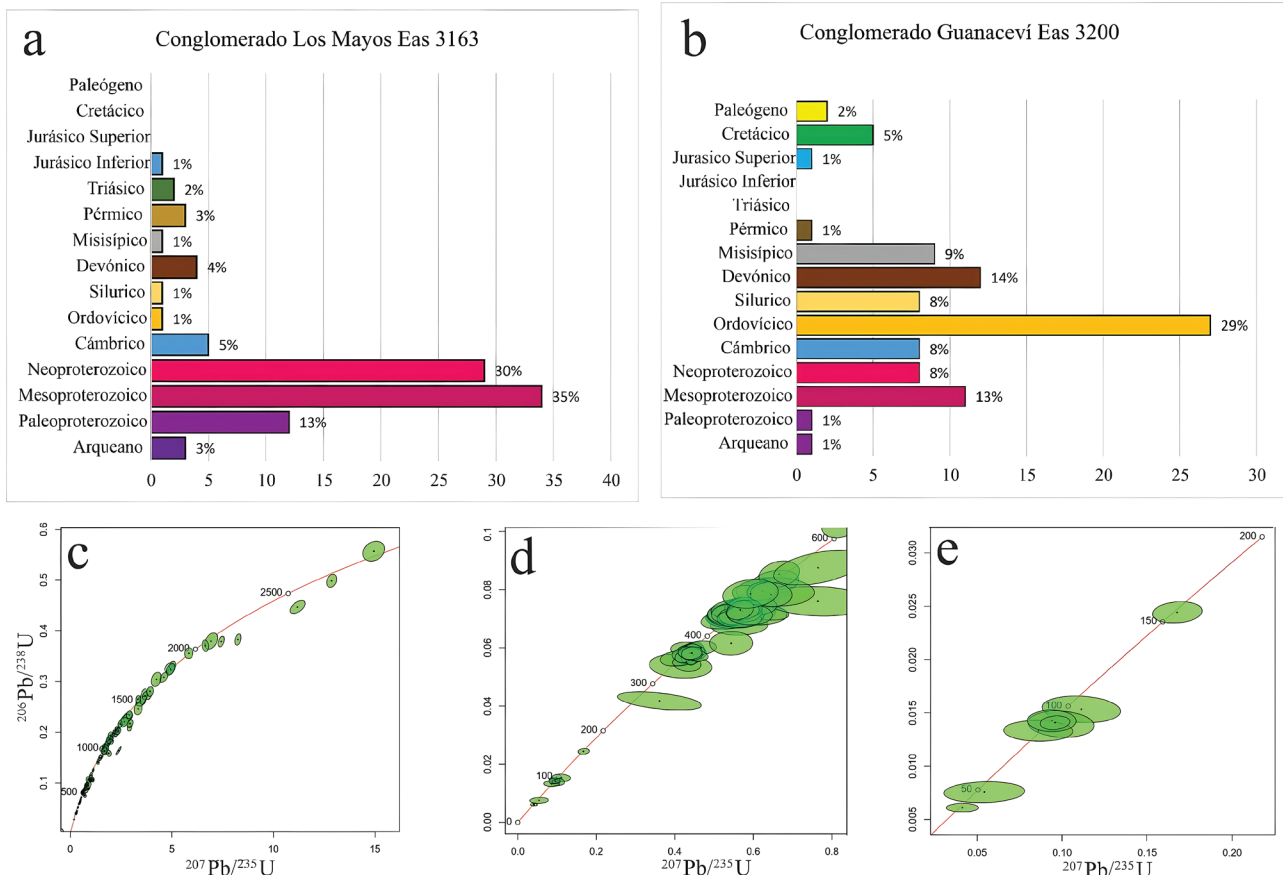 a
Conglomerado Los Mayos Eas 3163
Paleógeno
Cretácico
Jurásico Superior
Jurásico Inferior 1%
Triásico 2%
Pérmico 3%
Misisípico 1%
Devónico 4%
Silurico 1%
Ordovícico 1%
Cámbrico 5%
Neoproterozoico 30%
Mesoproterozoico 35%
Paleoproterozoico 13%
Arqueano 3%
0 5 10 15 20 25 30 35 40
b
Conglomerado Guanaceví Eas 3200
Paleógeno 2%
Cretácico 5%
Jurasico Superior 1%
Jurásico Inferior
Triásico
Pérmico 1%
Misisípico 9%
Devónico 14%
Silurico 8%
Ordovícico 29%
Cámbrico 8%
Neoproterozoico 8%
Mesoproterozoico 13%
Paleoproterozoico 1%
Arqueano 1%
0 5 10 15 20 25 30
c
206Pb/238U
0.6
0.5
0.4
0.3
0.2
0.1
2500
2000
1500
1000
500
0 5 10 15
207Pb/235U
d
0.1
0.08
0.06
0.04
0.02
0.00
600
400
300
200
100
0
0.0 0.2 0.4 0.6 0.8
207Pb/235U
e
0.030
0.025
0.020
0.015
0.010
0.005
200
150
100
50
0.05 0.10 0.15 0.20
207Pb/235U